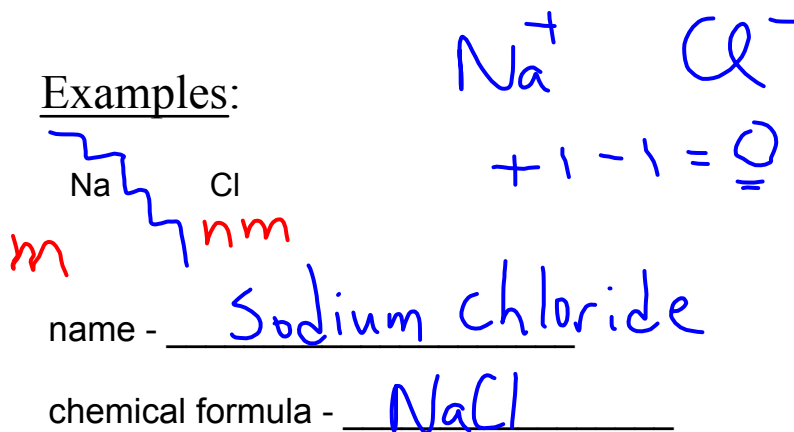 Na⁺ Cl⁻
Examples:
+1 -1 = 0
Na Cl
m nm
name - Sodium chloride
chemical formula - NaCl